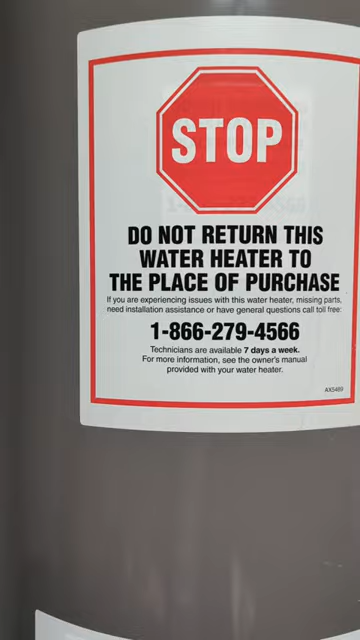 STOP
DO NOT RETURN THIS
WATER HEATER TO
THE PLACE OF PURCHASE
If you are experiencing issues with this water heater, missing parts,
need installation assistance or have general questions call toll free:
1-866-279-4566
Technicians are available 7 days a week.
For more information, see the owner's manual
provided with your water heater.
AX5469